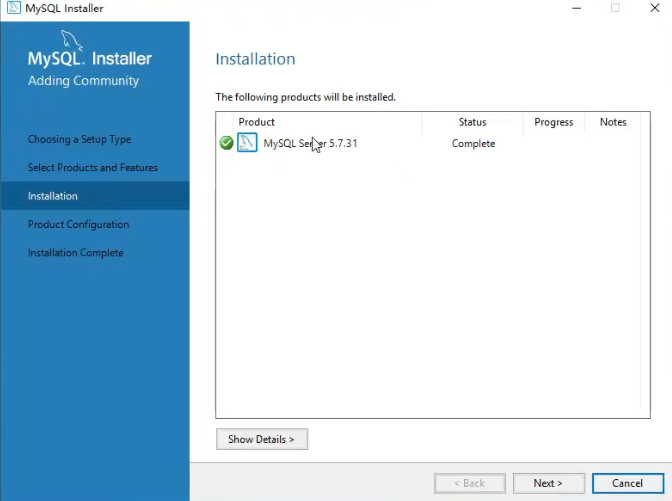 MySQL Installer
MySQL. Installer
Adding Community
Choosing a Setup Type
Select Products and Features
Installation
Product Configuration
Installation Complete
Installation
The following products will be installed.
Product Status Progress Notes
MySQL Server 5.7.31 Complete
Show Details >
< Back Next > Cancel